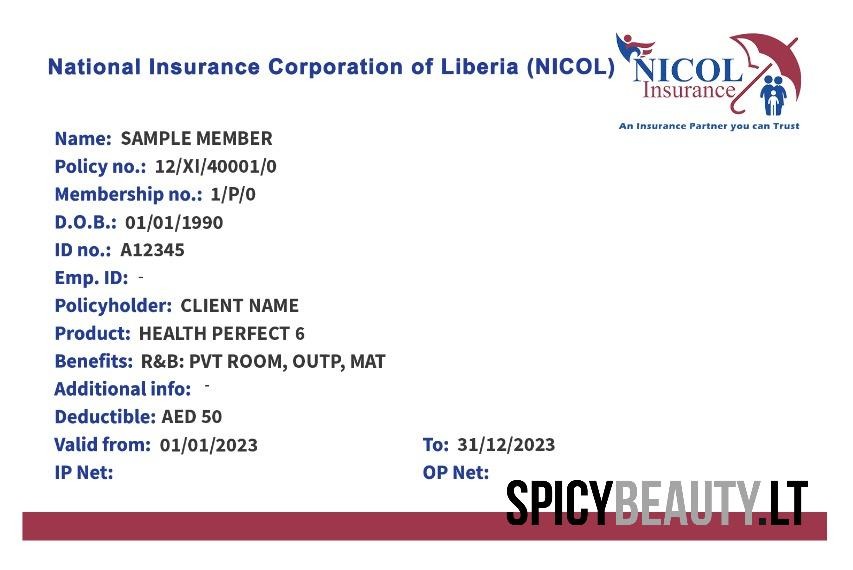 National Insurance Corporation of Liberia (NICOL)
NICOL
Insurance
An Insurance Partner you can Trust
Name: SAMPLE MEMBER
Policy no.: 12/XI/40001/0
Membership no.: 1/P/0
D.O.B.: 01/01/1990
ID no.: A12345
Emp. ID: -
Policyholder: CLIENT NAME
Product: HEALTH PERFECT 6
Benefits: R&B: PVT ROOM, OUTP, MAT
Additional info: -
Deductible: AED 50
Valid from: 01/01/2023 To: 31/12/2023
IP Net: OP Net:
SPICYBEAUTY.LT